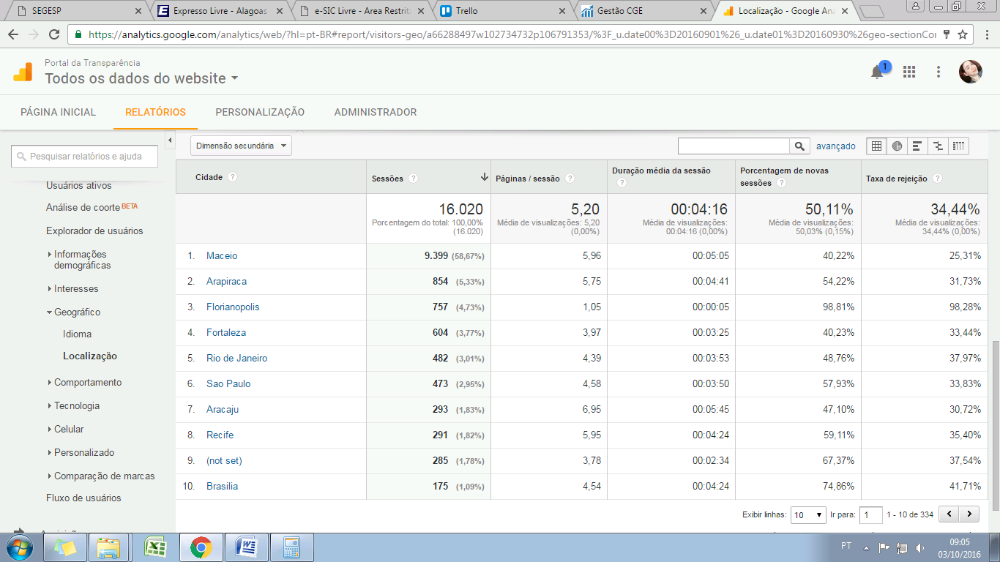 SEGESP
Expresso Livre - Alagoas
e-SIC Livre - Area Restrita
Trello
Gestão CGE
Localização - Google Ana
https://analytics.google.com/analytics/web/?hl=pt-BR#report/visitors-geo/a66288497w102734732p106791353/%3F_u.date00%3D20160901%26_u.date01%3D20160930%26geo-sectionCor
Portal da Transparência
Todos os dados do website
1
PÁGINA INICIAL RELATÓRIOS PERSONALIZAÇÃO ADMINISTRADOR
Pesquisar relatórios e ajuda
Usuários ativos
Análise de coorte BETA
Explorador de usuários
Informações
demográficas
Interesses
Geográfico
Idioma
Localização
Comportamento
Tecnologia
Celular
Personalizado
Comparação de marcas
Fluxo de usuários
Dimensão secundária
avançado
Cidade ? Sessões ? Páginas / sessão ? Duração média da sessão ? Porcentagem de novas sessões ? Taxa de rejeição ?
16.020 5,20 00:04:16 50,11% 34,44%
Porcentagem do total: 100,00% Média de visualizações: 5,20 Média de visualizações: Média de visualizações: Média de visualizações:
(16.020) (0,00%) 00:04:16 (0,00%) 50,03% (0,15%) 34,44% (0,00%)
1. Maceio 9.399 (58,67%) 5,96 00:05:05 40,22% 25,31%
2. Arapiraca 854 (5,33%) 5,75 00:04:41 54,22% 31,73%
3. Florianopolis 757 (4,73%) 1,05 00:00:05 98,81% 98,28%
4. Fortaleza 604 (3,77%) 3,97 00:03:25 40,23% 33,44%
5. Rio de Janeiro 482 (3,01%) 4,39 00:03:53 48,76% 37,97%
6. Sao Paulo 473 (2,95%) 4,58 00:03:50 57,93% 33,83%
7. Aracaju 293 (1,83%) 6,95 00:05:45 47,10% 30,72%
8. Recife 291 (1,82%) 5,95 00:04:24 59,11% 35,40%
9. (not set) 285 (1,78%) 3,78 00:02:34 67,37% 37,54%
10. Brasilia 175 (1,09%) 4,54 00:04:24 74,86% 41,71%
Exibir linhas: 10 Ir para: 1 1 - 10 de 334
PT
09:05
03/10/2016